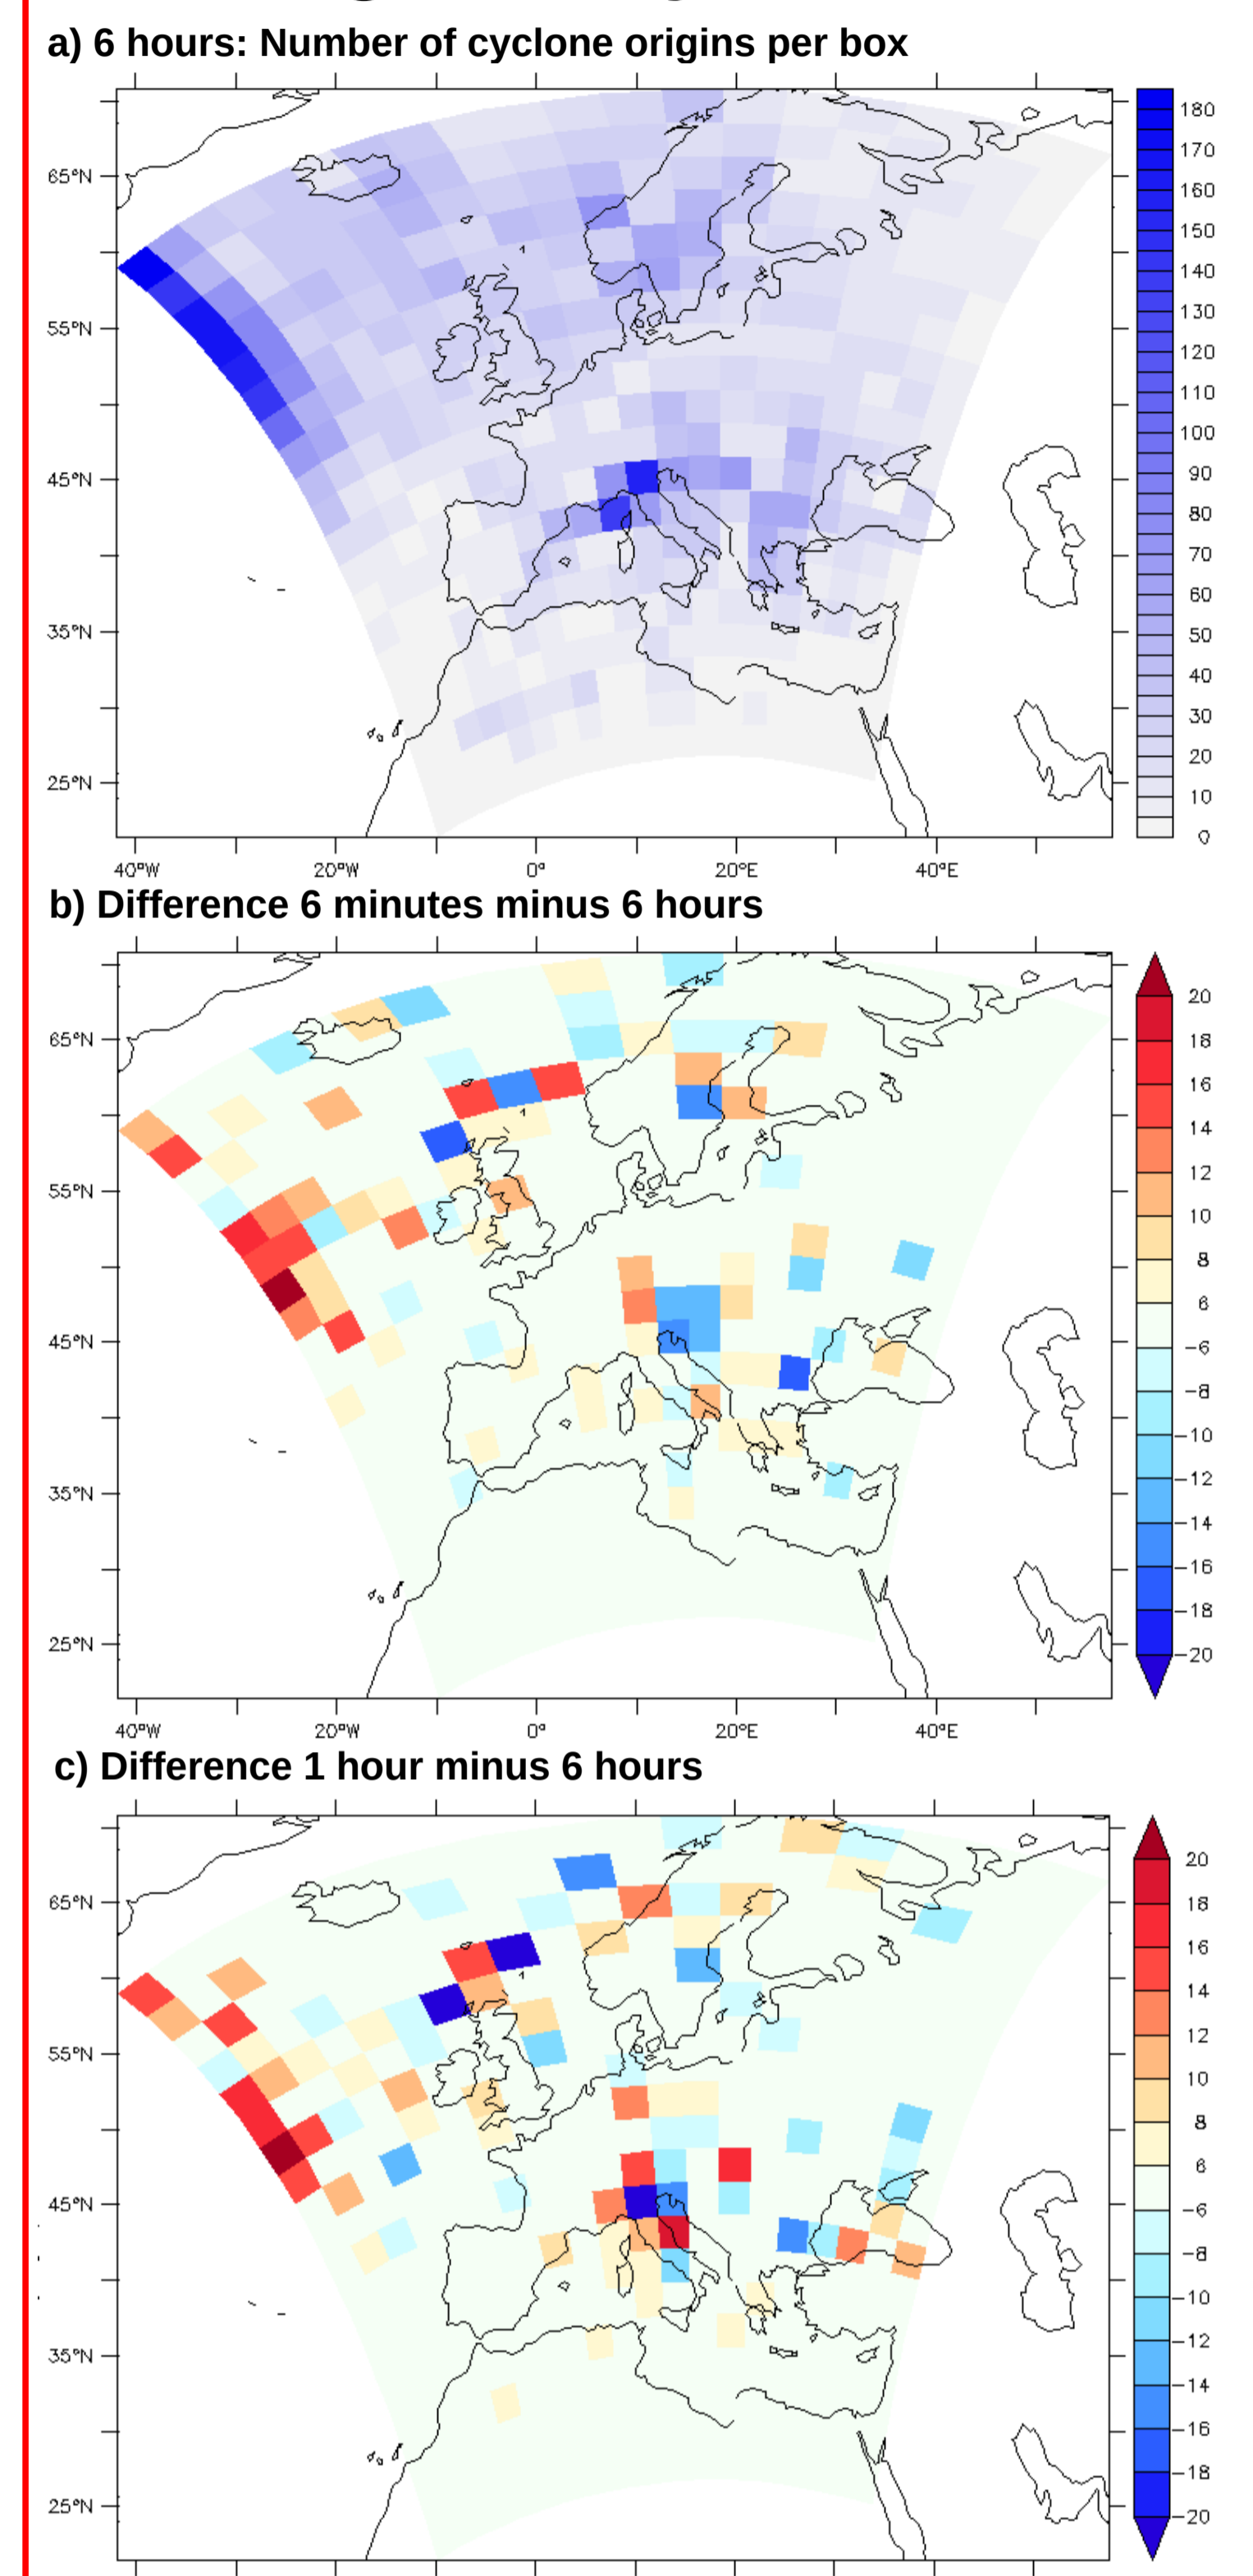 a) 6 hours: Number of cyclone origins per box
65°N
55°N
45°N
35°N
25°N
40°W 20°W 0° 20°E 40°E
180
170
160
150
140
130
120
110
100
90
80
70
60
50
40
30
20
10
0
b) Difference 6 minutes minus 6 hours
65°N
55°N
45°N
35°N
25°N
40°W 20°W 0° 20°E 40°E
20
18
16
14
12
10
8
6
−6
−8
−10
−12
−14
−16
−18
−20
c) Difference 1 hour minus 6 hours
65°N
55°N
45°N
35°N
25°N
20
18
16
14
12
10
8
6
−6
−8
−10
−12
−14
−16
−18
−20